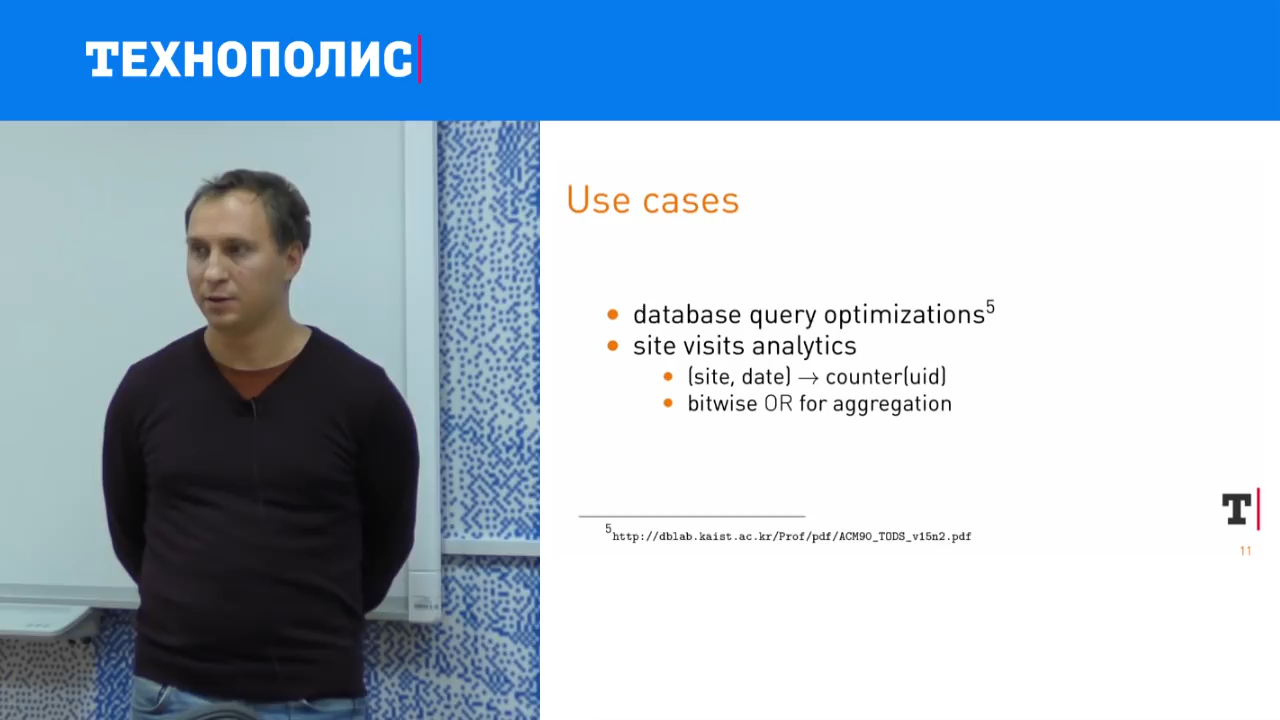 ТЕХНОПОЛИС
Use cases
• database query optimizations⁵
• site visits analytics
• (site, date) → counter(uid)
• bitwise OR for aggregation
⁵http://dblab.kaist.ac.kr/Prof/pdf/ACM90_TODS_v15n2.pdf
T
11